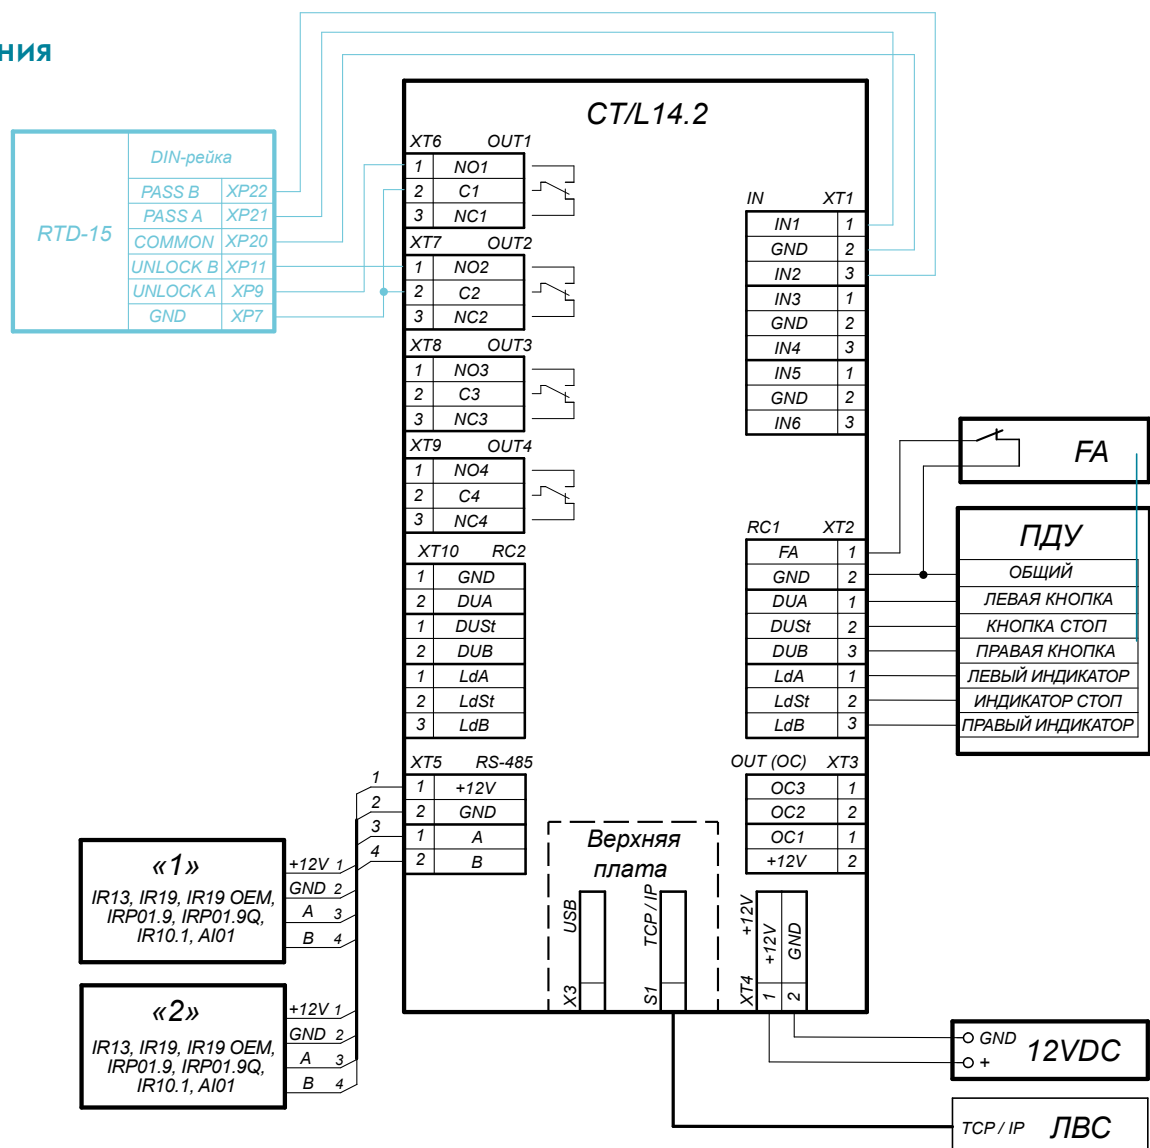 ния
CT/L14.2
RTD-15
DIN-рейка
PASS B XP22
PASS A XP21
COMMON XP20
UNLOCK B XP11
UNLOCK A XP9
GND XP7
XT6 OUT1
1 NO1
2 C1
3 NC1
XT7 OUT2
1 NO2
2 C2
3 NC2
XT8 OUT3
1 NO3
2 C3
3 NC3
XT9 OUT4
1 NO4
2 C4
3 NC4
XT10 RC2
1 GND
2 DUA
1 DUSt
2 DUB
1 LdA
2 LdSt
3 LdB
XT5 RS-485
1 1 +12V
2 2 GND
3 1 A
4 2 B
IN XT1
IN1 1
GND 2
IN2 3
IN3 1
GND 2
IN4 3
IN5 1
GND 2
IN6 3
FA
RC1 XT2
FA 1
GND 2
DUA 1
DUSt 2
DUB 3
LdA 1
LdSt 2
LdB 3
ПДУ
ОБЩИЙ
ЛЕВАЯ КНОПКА
КНОПКА СТОП
ПРАВАЯ КНОПКА
ЛЕВЫЙ ИНДИКАТОР
ИНДИКАТОР СТОП
ПРАВЫЙ ИНДИКАТОР
OUT (OC) XT3
OC3 1
OC2 2
OC1 1
+12V 2
Верхняя
плата
X3 USB
S1 TCP / IP
XT4 +12V
1 +12V
2 GND
«1»
IR13, IR19, IR19 OEM,
IRP01.9, IRP01.9Q,
IR10.1, AI01
+12V 1
GND 2
A 3
B 4
«2»
IR13, IR19, IR19 OEM,
IRP01.9, IRP01.9Q,
IR10.1, AI01
+12V 1
GND 2
A 3
B 4
GND
+
12VDC
TCP / IP ЛВС